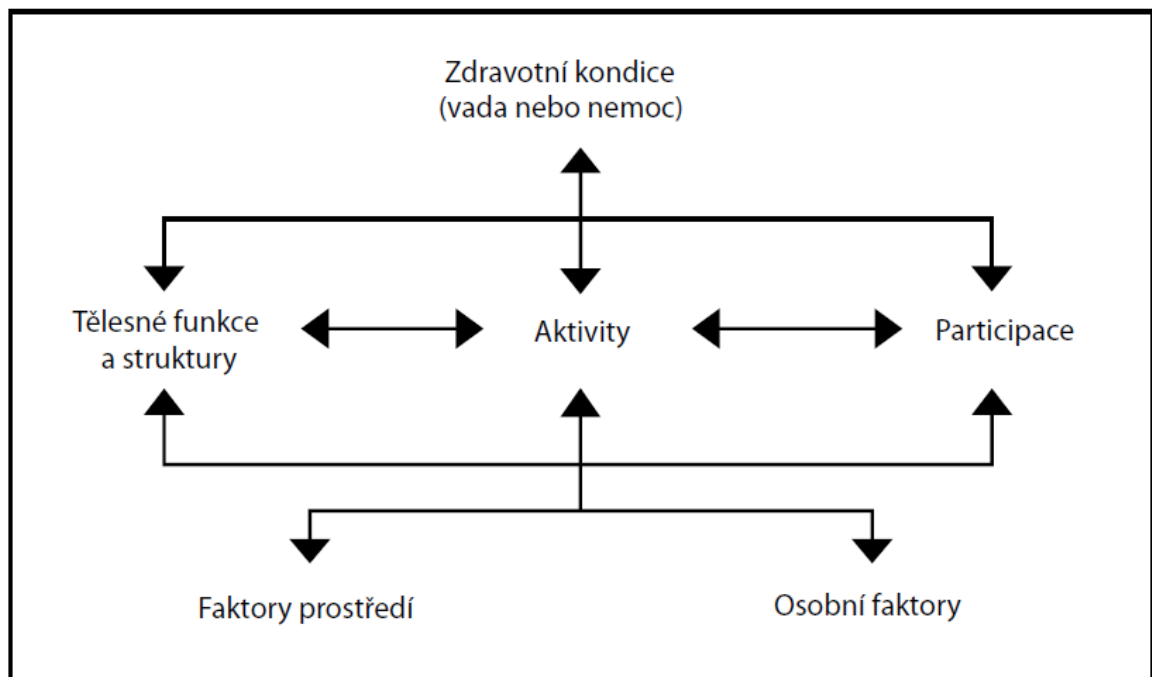 Zdravotní kondice
(vada nebo nemoc)
Tělesné funkce
a struktury
Aktivity
Participace
Faktory prostředí
Osobní faktory